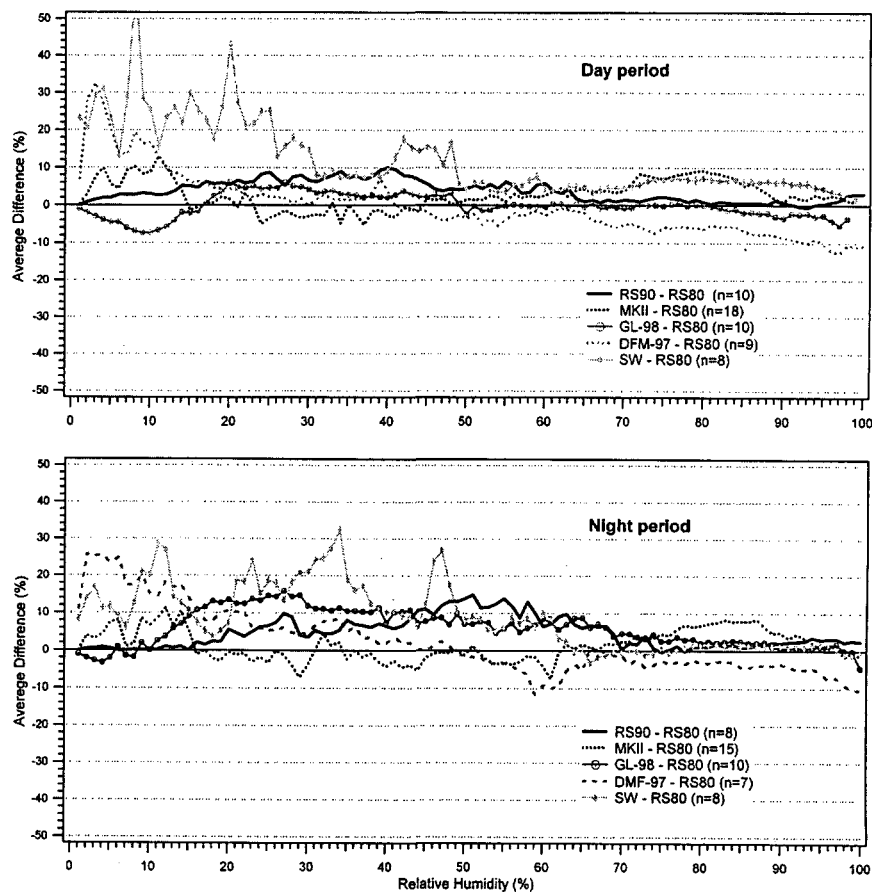 50
40
30
20
10
0
-10
-20
-30
-40
-50
Averege Difference (%)
Day period
RS90 - RS80 (n=10)
MKII - RS80 (n=18)
GL-98 - RS80 (n=10)
DFM-97 - RS80 (n=9)
SW - RS80 (n=8)
0 10 20 30 40 50 60 70 80 90 100
50
40
30
20
10
0
-10
-20
-30
-40
-50
Averege Difference (%)
Night period
RS90 - RS80 (n=8)
MKII - RS80 (n=15)
GL-98 - RS80 (n=10)
DMF-97 - RS80 (n=7)
SW - RS80 (n=8)
0 10 20 30 40 50 60 70 80 90 100
Relative Humidity (%)